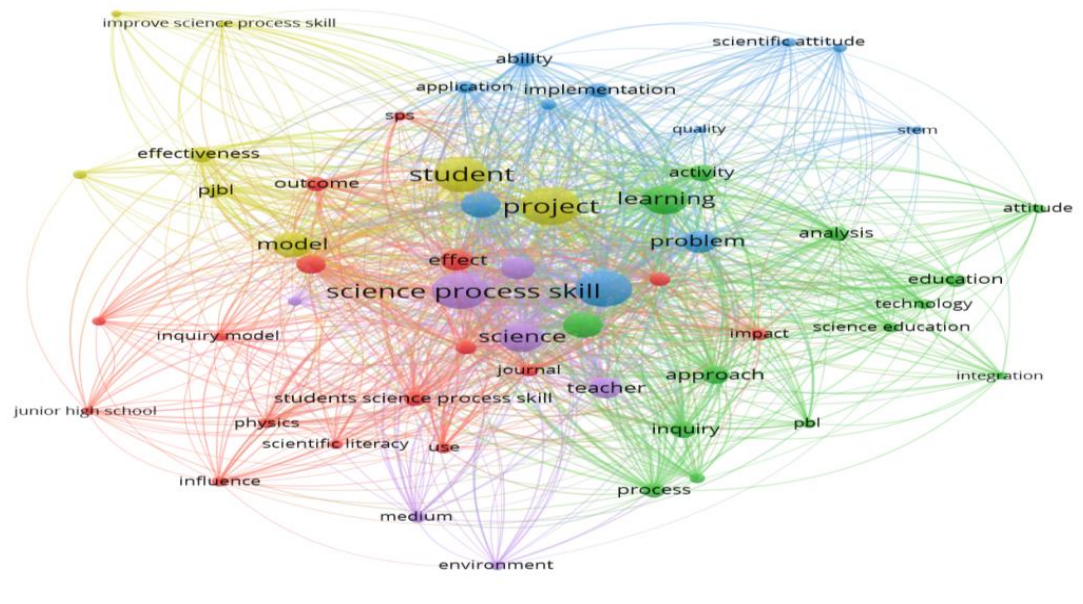 improve science process skill
scientific attitude
ability
application
implementation
sps
quality
stem
effectiveness
student
activity
outcome
pjbl
learning
project
attitude
analysis
model
problem
effect
education
science process skill
technology
science education
inquiry model
science
impact
journal
approach
integration
teacher
students science process skill
junior high school
physics
pbl
inquiry
scientific literacy
use
influence
process
medium
environment